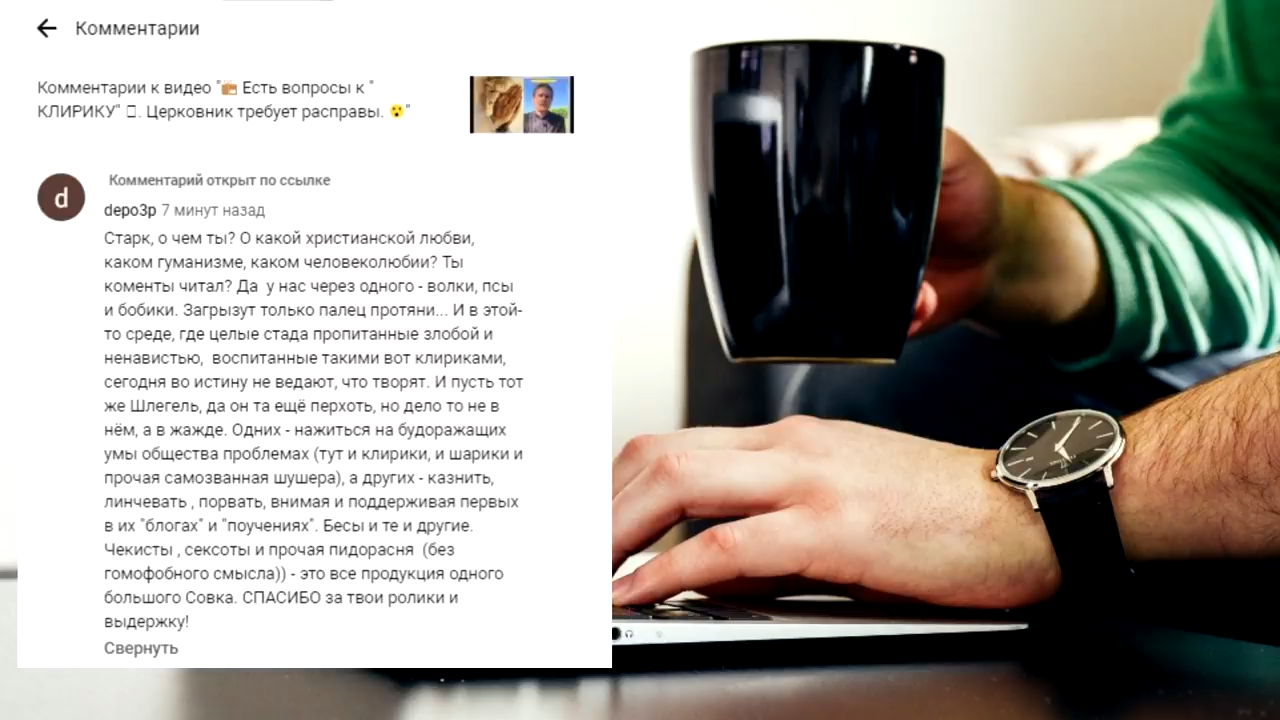 Комментарии
Комментарии к видео "Есть вопросы к "
КЛИРИКУ" . Церковник требует расправы. 😮"
Комментарий открыт по ссылке
d
depo3p 7 минут назад
Старк, о чем ты? О какой христианской любви,
каком гуманизме, каком человеколюбии? Ты
коменты читал? Да  у нас через одного - волки, псы
и бобики. Загрызут только палец протяни... И в этой-
то среде, где целые стада пропитанные злобой и
ненавистью,  воспитанные такими вот клириками,
сегодня во истину не ведают, что творят. И пусть тот
же Шлегель, да он та ещё перхоть, но дело то не в
нём, а в жажде. Одних - нажиться на будоражащих
умы общества проблемах (тут и клирики, и шарики и
прочая самозванная шушера), а других - казнить,
линчевать , порвать, внимая и поддерживая первых
в их "блогах" и "поучениях". Бесы и те и другие.
Чекисты , сексоты и прочая пидорасня  (без
гомофобного смысла)) - это все продукция одного
большого Совка. СПАСИБО за твои ролики и
выдержку!
Свернуть